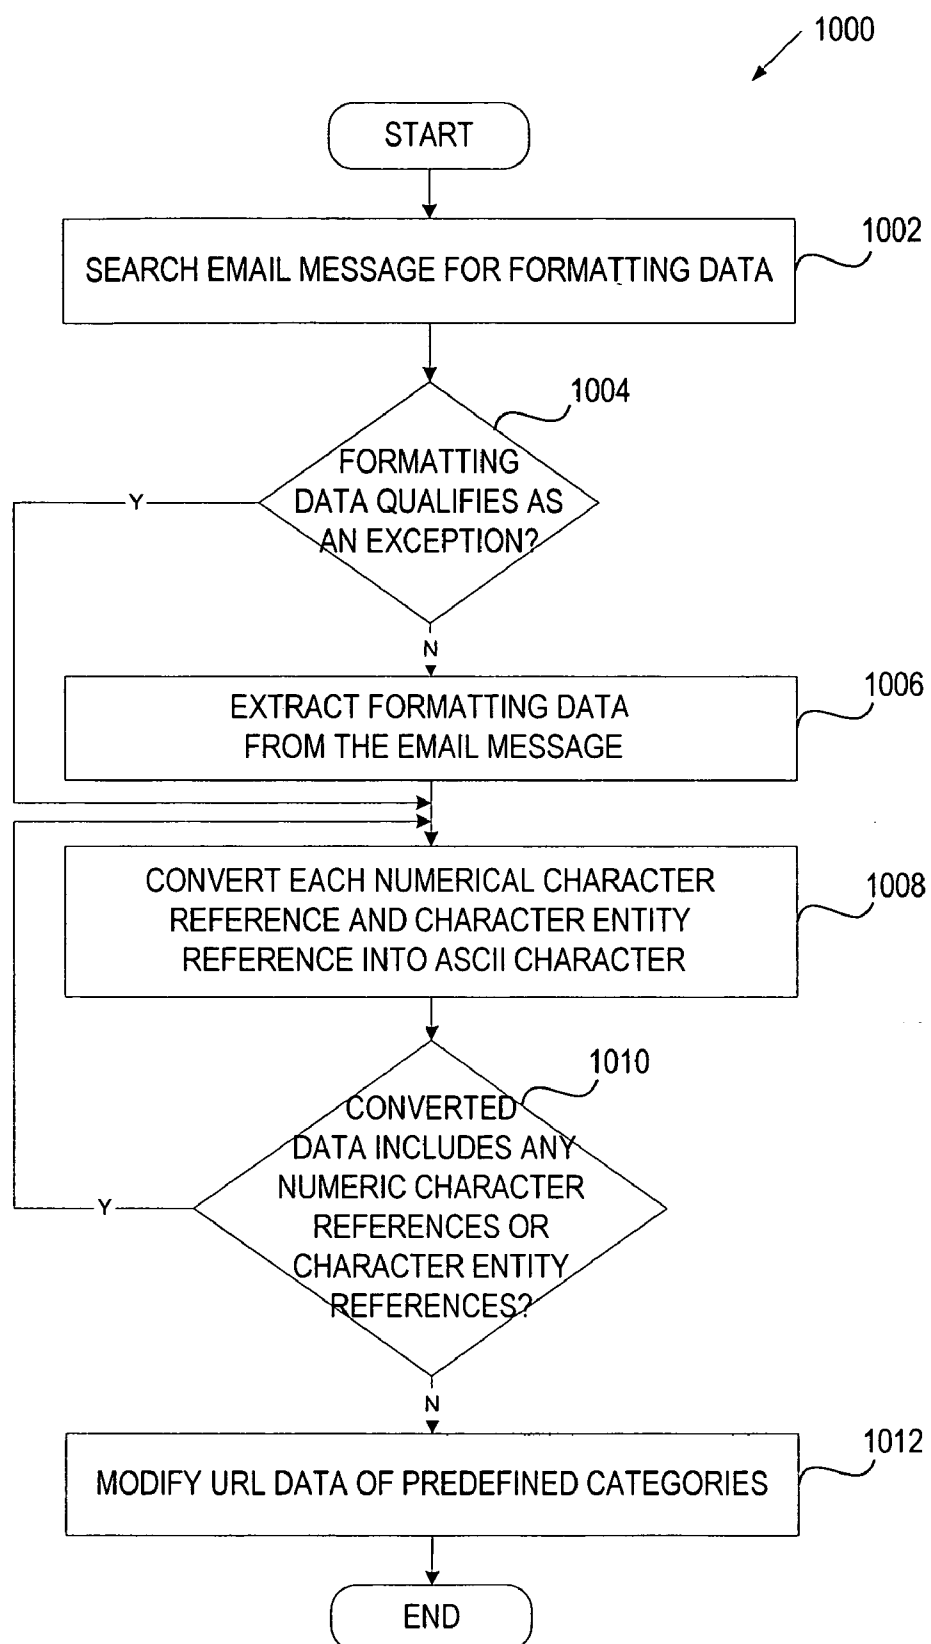 1000
START
1002
SEARCH EMAIL MESSAGE FOR FORMATTING DATA
1004
FORMATTING
DATA QUALIFIES AS
AN EXCEPTION?
Y
N
1006
EXTRACT FORMATTING DATA
FROM THE EMAIL MESSAGE
CONVERT EACH NUMERICAL CHARACTER
REFERENCE AND CHARACTER ENTITY
REFERENCE INTO ASCII CHARACTER
1008
1010
CONVERTED
DATA INCLUDES ANY
NUMERIC CHARACTER
REFERENCES OR
CHARACTER ENTITY
REFERENCES?
Y
N
1012
MODIFY URL DATA OF PREDEFINED CATEGORIES
END